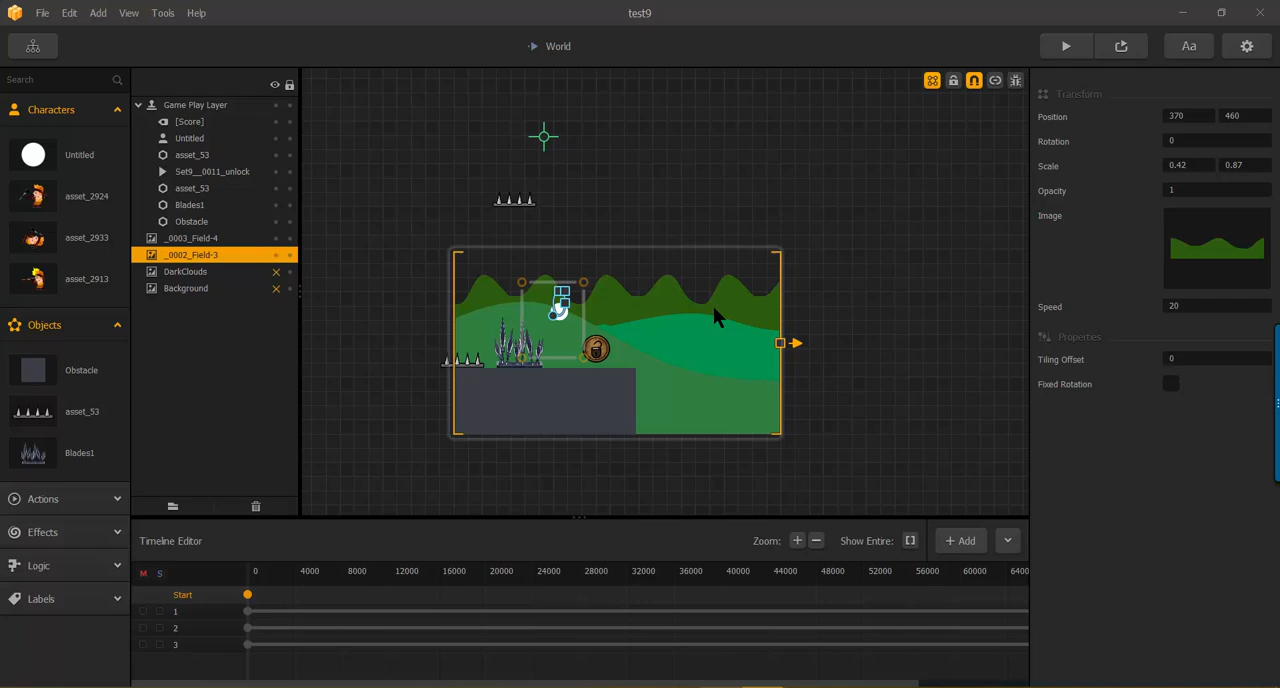 File Edit View Add Tools Help
test9
World
Aa
Search
Characters
Untitled
asset_2924
asset_2933
asset_2913
Objects
Obstacle
asset_53
Blades1
Actions
Effects
Logic
Labels
Game Play Layer
[Score]
Untitled
asset_53
Set9__0011_unlock
asset_53
Blades1
Obstacle
_0003_Field-4
_0002_Field-3
DarkClouds
Background
Transform
Position 370 460
Rotation 0
Scale 0.42 0.87
Opacity 1
Image
Speed 20
Properties
Tiling Offset 0
Fixed Rotation
Timeline Editor
Zoom: Show Entire: + Add
M S 0 4000 8000 12000 16000 20000 24000 28000 32000 36000 40000 44000 48000 52000 56000 60000 6400
Start
1
2
3